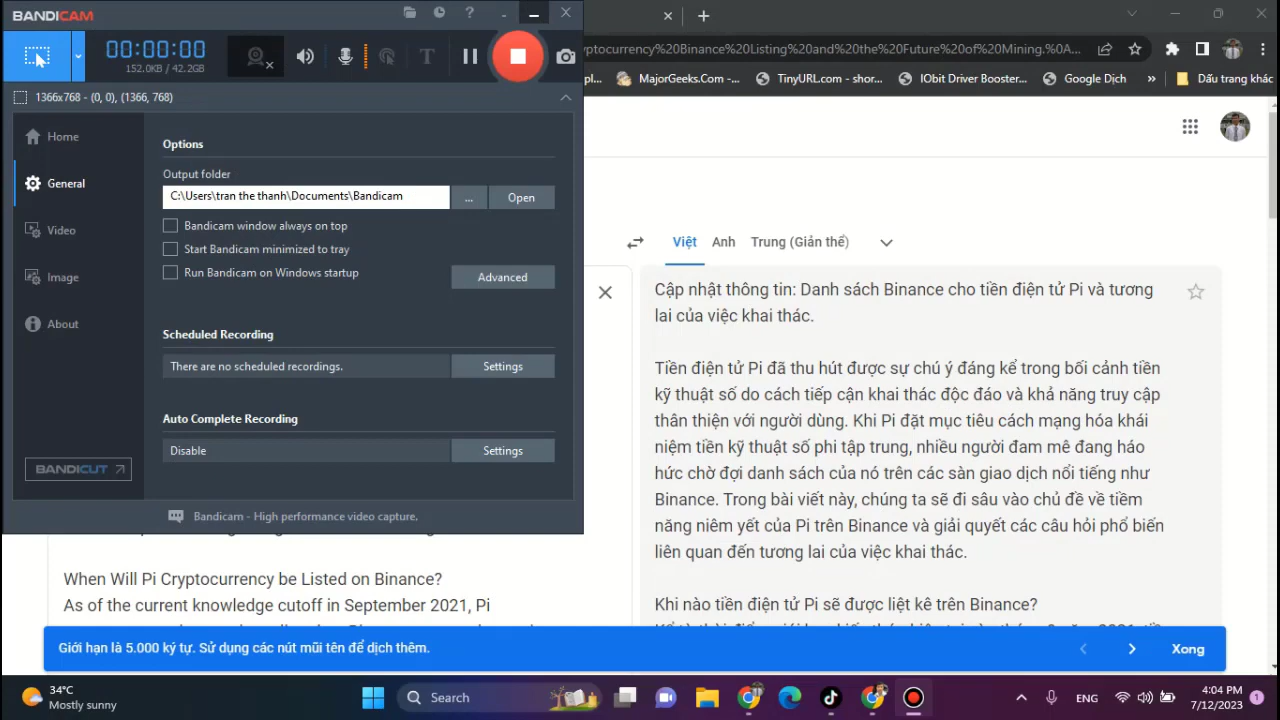 BANDICAM
00:00:00
152.0KB / 42.2GB
1366x768 - (0, 0), (1366, 768)
Home
General
Video
Image
About
BANDICUT
Options
Output folder
C:\Users\tran the thanh\Documents\Bandicam
...
Open
Bandicam window always on top
Start Bandicam minimized to tray
Run Bandicam on Windows startup
Advanced
Scheduled Recording
There are no scheduled recordings.
Settings
Auto Complete Recording
Disable
Settings
Bandicam - High performance video capture.
yptocurrency%20Binance%20Listing%20and%20the%20Future%20of%20Mining.%0A...
pl...
MajorGeeks.Com -...
TinyURL.com - shor...
IObit Driver Booster...
Google Dịch
»
Dấu trang khác
Việt
Anh
Trung (Giản thể)
Cập nhật thông tin: Danh sách Binance cho tiền điện tử Pi và tương
lai của việc khai thác.
Tiền điện tử Pi đã thu hút được sự chú ý đáng kể trong bối cảnh tiền
kỹ thuật số do cách tiếp cận khai thác độc đáo và khả năng truy cập
thân thiện với người dùng. Khi Pi đặt mục tiêu cách mạng hóa khái
niệm tiền kỹ thuật số phi tập trung, nhiều người đam mê đang háo
hức chờ đợi danh sách của nó trên các sàn giao dịch nổi tiếng như
Binance. Trong bài viết này, chúng ta sẽ đi sâu vào chủ đề về tiềm
năng niêm yết của Pi trên Binance và giải quyết các câu hỏi phổ biến
liên quan đến tương lai của việc khai thác.
Khi nào tiền điện tử Pi sẽ được liệt kê trên Binance?
When Will Pi Cryptocurrency be Listed on Binance?
As of the current knowledge cutoff in September 2021, Pi
Giới hạn là 5.000 ký tự. Sử dụng các nút mũi tên để dịch thêm.
Xong
34°C
Mostly sunny
Search
ENG
4:04 PM
7/12/2023
1